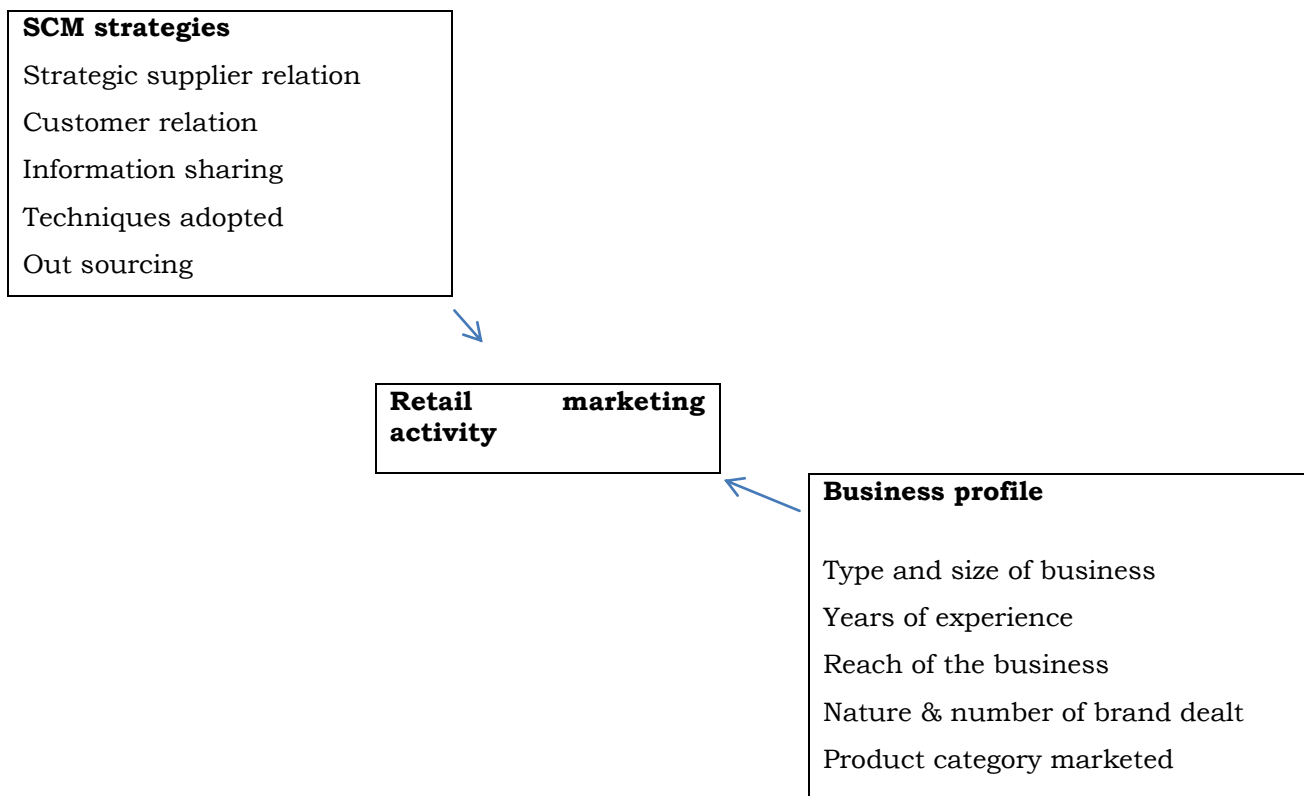 SCM strategies
Strategic supplier relation
Customer relation
Information sharing
Techniques adopted
Out sourcing
Retail marketing
activity
Business profile
Type and size of business
Years of experience
Reach of the business
Nature & number of brand dealt
Product category marketed